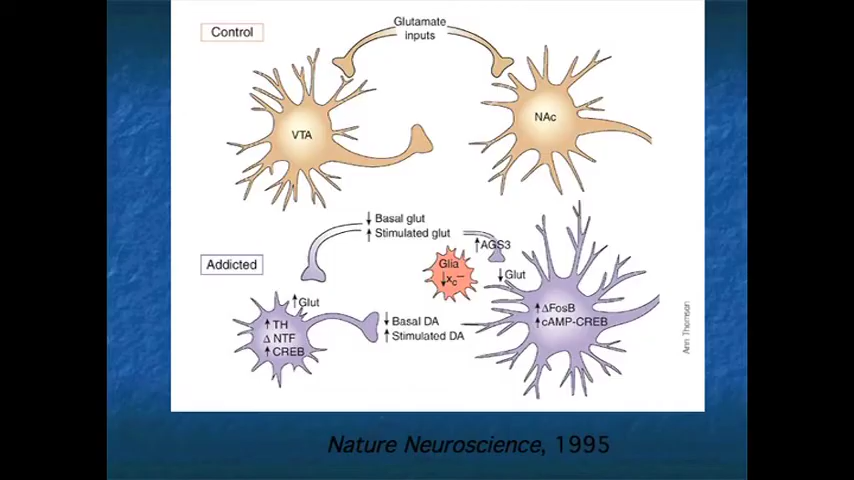 Control
Glutamate
inputs
VTA
NAc
↓ Basal glut
↑ Stimulated glut
↑AGS3
Addicted
Glia
↓xc−
↓Glut
↑Glut
↑ TH
Δ NTF
↑ CREB
↓ Basal DA
↑ Stimulated DA
↑ΔFosB
↑cAMP-CREB
Ann Thomson
Nature Neuroscience, 1995